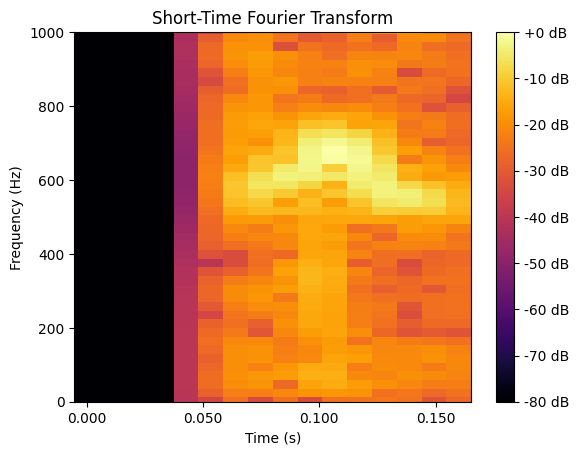 Short-Time Fourier Transform
1000
800
600
400
200
0
Frequency (Hz)
0.000
0.050
0.100
0.150
Time (s)
+0 dB
-10 dB
-20 dB
-30 dB
-40 dB
-50 dB
-60 dB
-70 dB
-80 dB